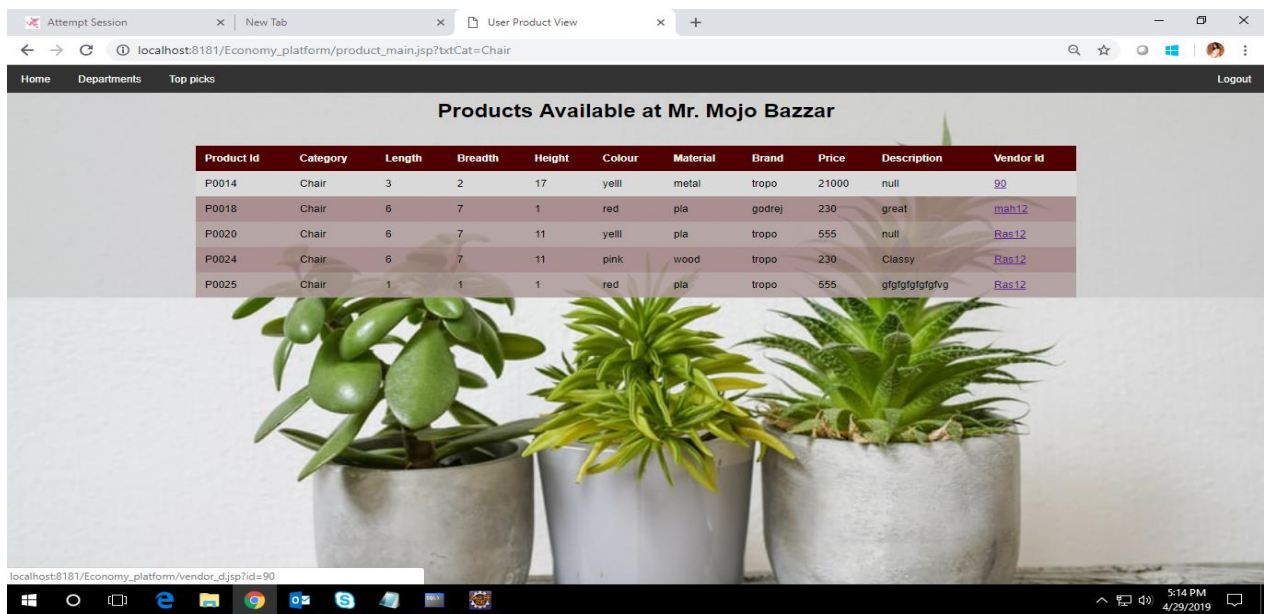 Attempt Session New Tab User Product View
localhost:8181/Economy_platform/product_main.jsp?txtCat=Chair
Home Departments Top picks Logout
Products Available at Mr. Mojo Bazzar
Product Id Category Length Breadth Height Colour Material Brand Price Description Vendor Id
P0014 Chair 3 2 17 yelll metal tropo 21000 null 90
P0018 Chair 6 7 1 red pla godrej 230 great mah12
P0020 Chair 6 7 11 yelll pla tropo 555 null Ras12
P0024 Chair 6 7 11 pink wood tropo 230 Classy Ras12
P0025 Chair 1 1 1 red pla tropo 555 gfgfgfgfgfgfvg Ras12
localhost:8181/Economy_platform/vendor_d.jsp?id=90
5:14 PM
4/29/2019